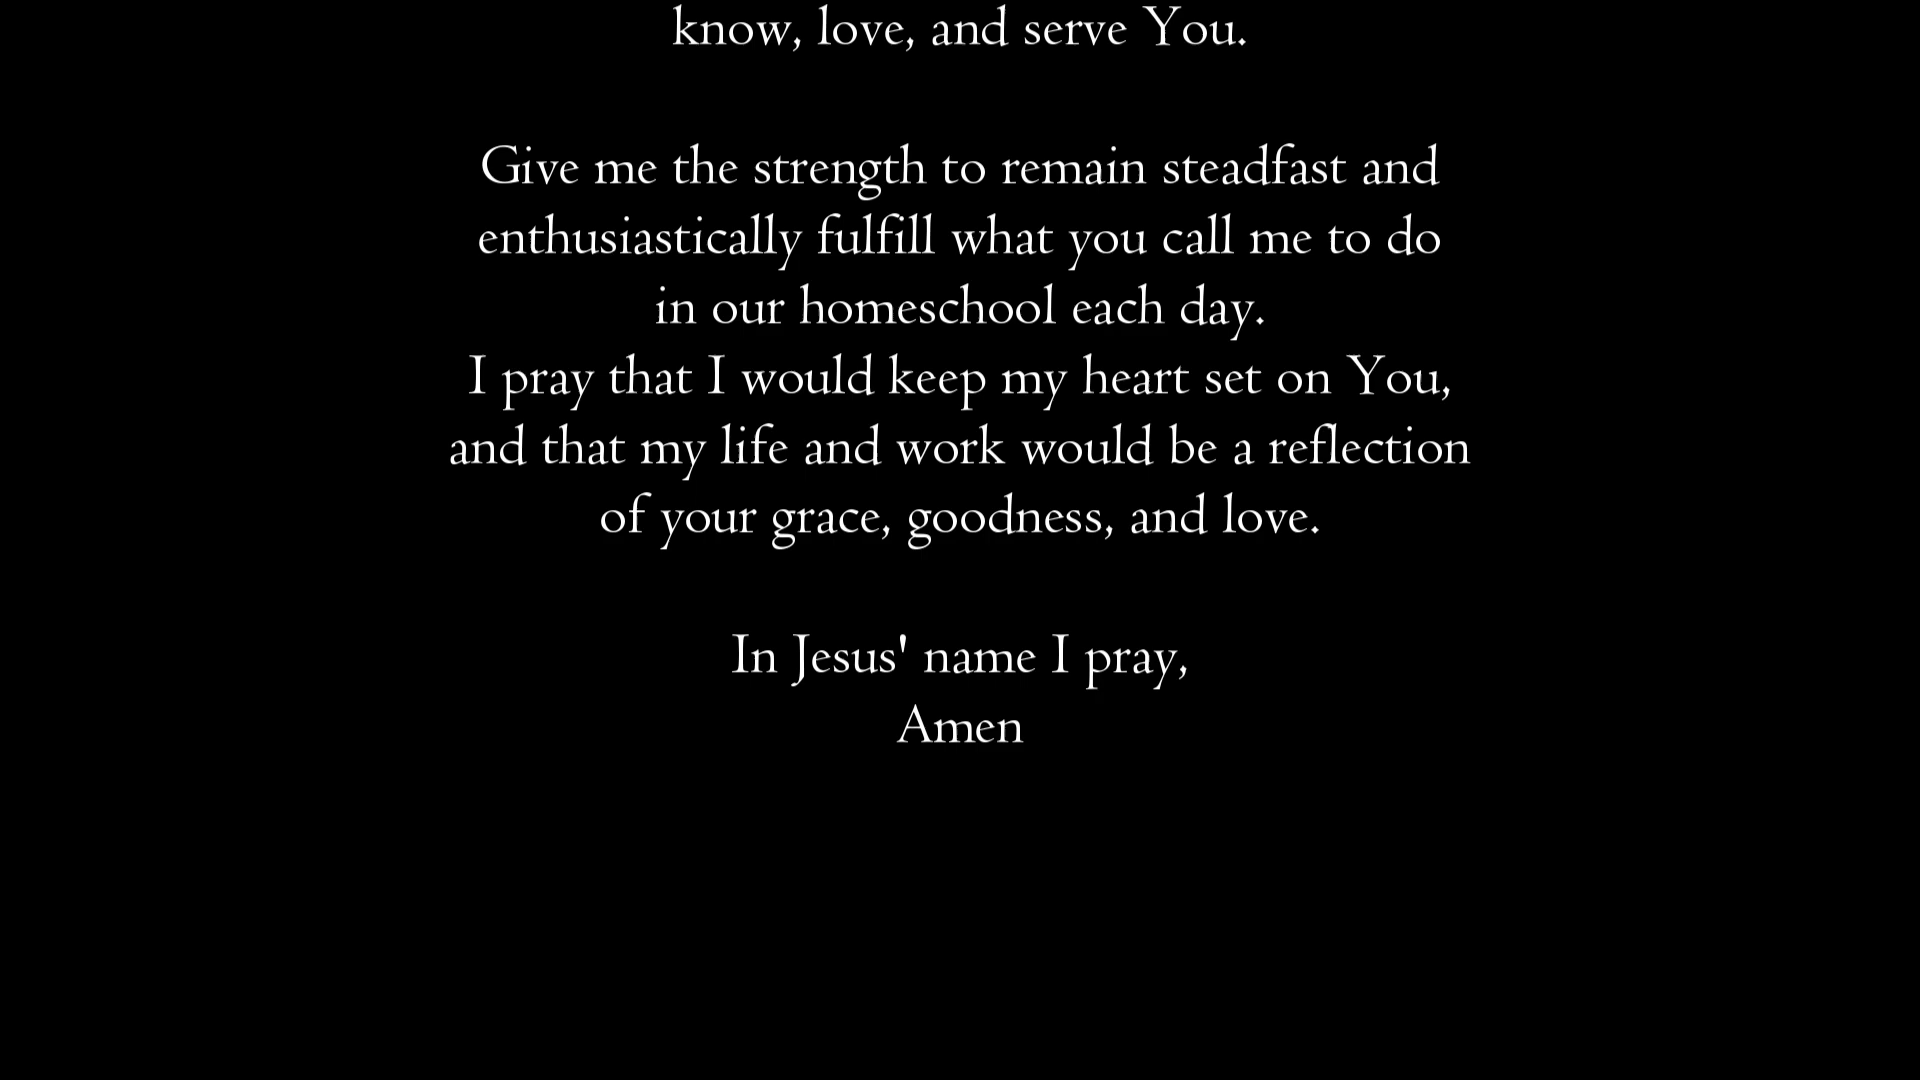 know, love, and serve You.
Give me the strength to remain steadfast and
enthusiastically fulfill what you call me to do
in our homeschool each day.
I pray that I would keep my heart set on You,
and that my life and work would be a reflection
of your grace, goodness, and love.
In Jesus' name I pray,
Amen